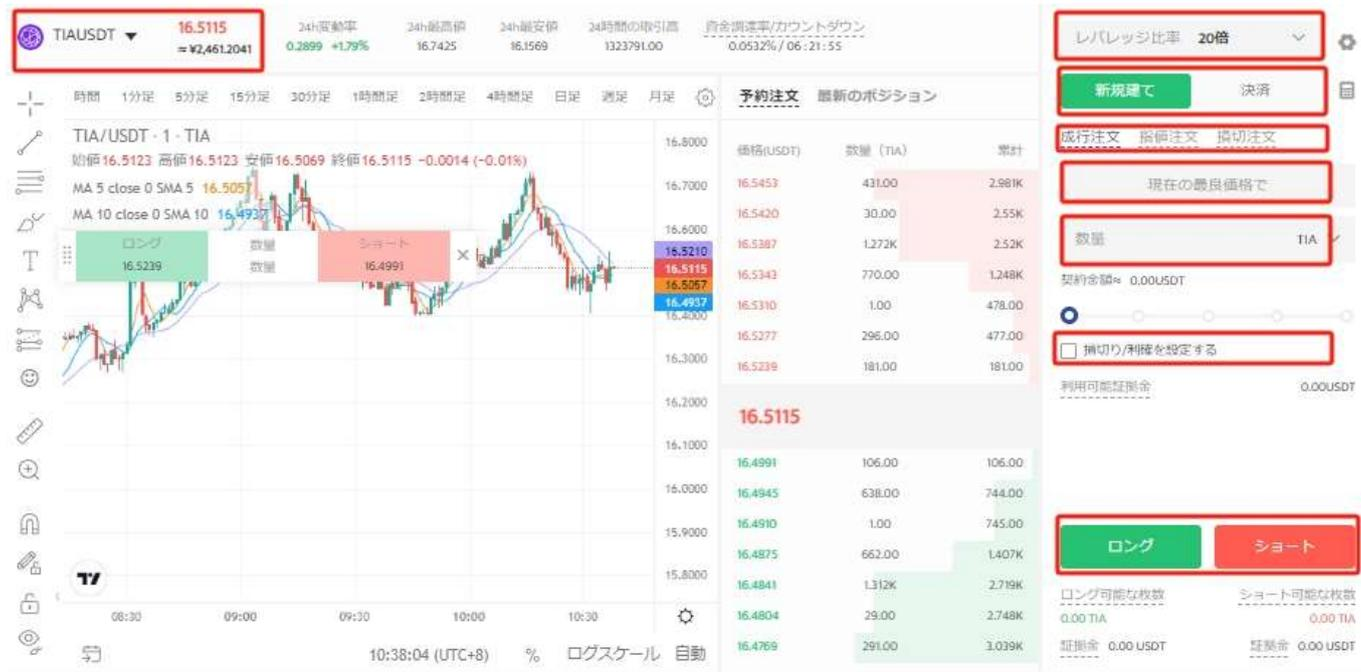 TIAUSDT ▼
16.5115
≈ ¥2,461.2041
24h変動率
0.2899 +1.79%
24h最高値
16.7425
24h最安値
16.1569
24時間の取引高
1323791.00
資金調達率/カウントダウン
0.0532% / 06:21:55
レバレッジ比率 20倍
新規建て 決済
成行注文 指値注文 損切注文
現在の最良価格で
数量 TIA
契約金額≈ 0.00USDT
損切り/利確を設定する
利用可能証拠金 0.00USDT
ロング ショート
ロング可能な枚数 ショート可能な枚数
0.00 TIA 0.00 TIA
証拠金 0.00 USDT 証拠金 0.00 USDT
時間 1分足 5分足 15分足 30分足 1時間足 2時間足 4時間足 日足 週足 月足
TIA/USDT · 1 · TIA
始値16.5123 高値16.5123 安値16.5069 終値16.5115 −0.0014 (−0.01%)
MA 5 close 0 SMA 5 16.5057
MA 10 close 0 SMA 10 16.4937
ロング 数量 ショート
16.5239 数量 16.4991
16.8000
16.7000
16.6000
16.5210
16.5115
16.5057
16.4937
16.4000
16.3000
16.2000
16.1000
16.0000
15.9000
15.8000
08:30 09:00 09:30 10:00 10:30
10:38:04 (UTC+8) % ログスケール 自動
予約注文 最新のポジション
価格(USDT) 数量 (TIA) 累計
16.5453 431.00 2.981K
16.5420 30.00 2.55K
16.5387 1.272K 2.52K
16.5343 770.00 1.248K
16.5310 1.00 478.00
16.5277 296.00 477.00
16.5239 181.00 181.00
16.5115
16.4991 106.00 106.00
16.4945 638.00 744.00
16.4910 1.00 745.00
16.4875 662.00 1.407K
16.4841 1.312K 2.719K
16.4804 29.00 2.748K
16.4769 291.00 3.039K